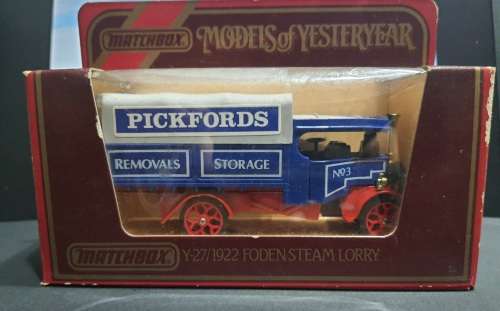 MATCHBOX MODELS of YESTERYEAR
PICKFORDS
REMOVALS STORAGE
Nº3
MATCHBOX Y-27/1922 FODEN STEAM LORRY